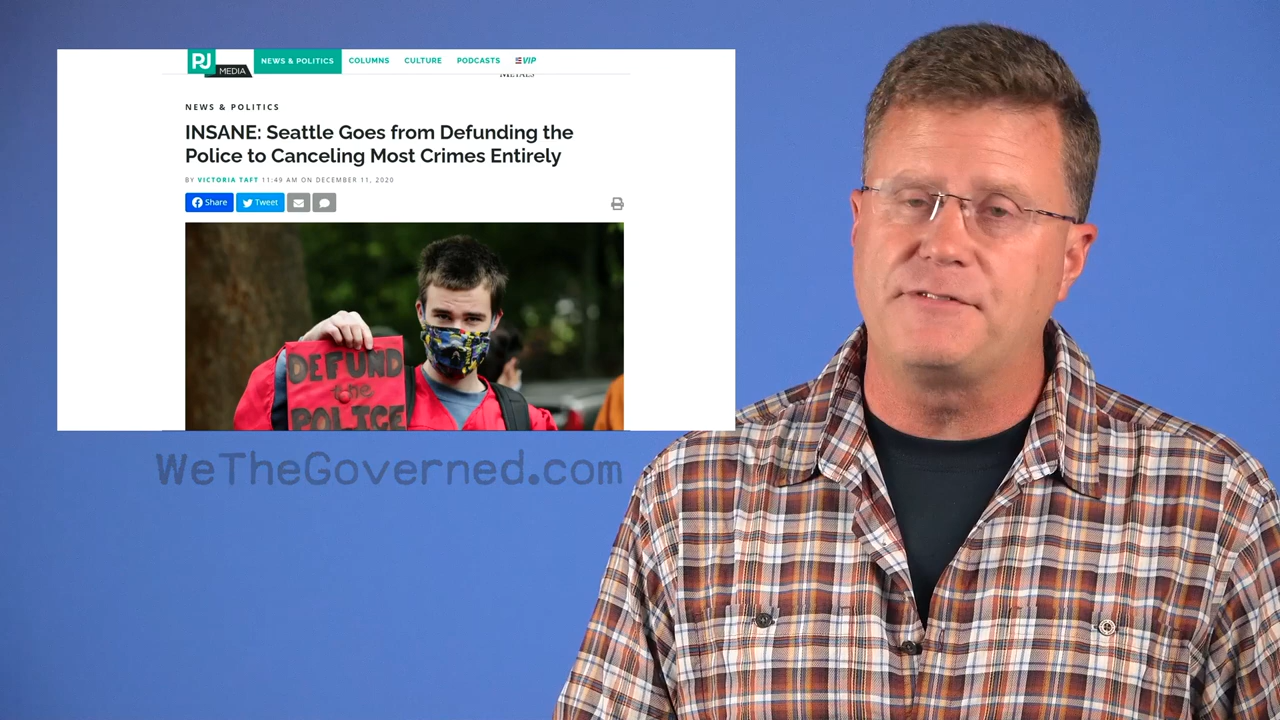 PJ
MEDIA
NEWS & POLITICS COLUMNS CULTURE PODCASTS VIP
METALS
NEWS & POLITICS
INSANE: Seattle Goes from Defunding the
Police to Canceling Most Crimes Entirely
BY VICTORIA TAFT 11:49 AM ON DECEMBER 11, 2020
Share Tweet
DEFUND
the
POLICE
WeTheGoverned.com